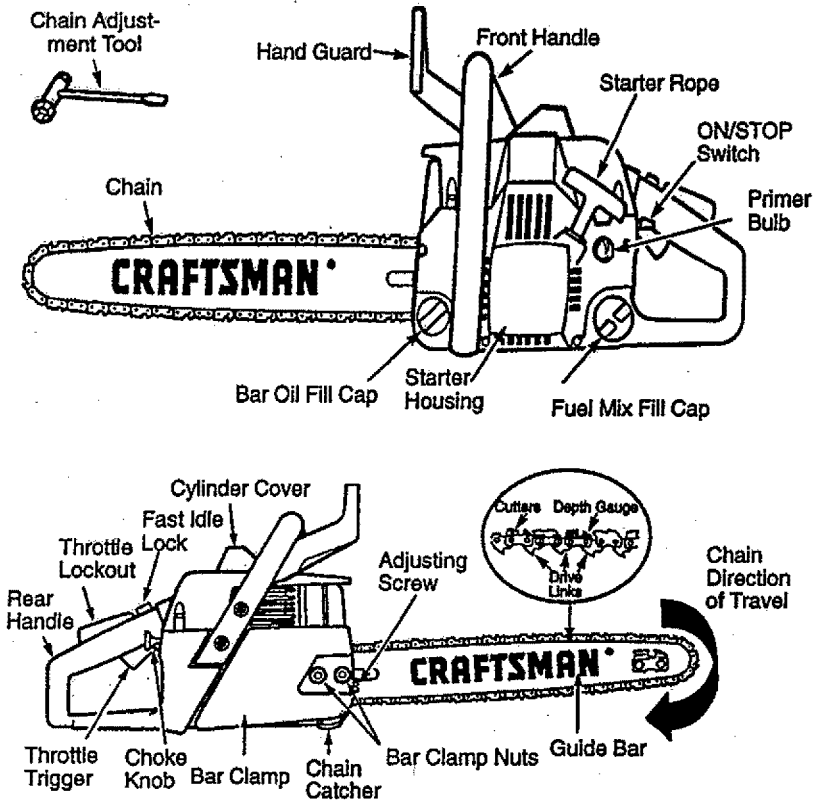 Chain Adjust-
ment Tool
Hand Guard
Front Handle
Starter Rope
ON/STOP
Switch
Primer
Bulb
Chain
CRAFTSMAN
Bar Oil Fill Cap
Starter
Housing
Fuel Mix Fill Cap
Cylinder Cover
Fast Idle
Lock
Throttle
Lockout
Rear
Handle
Adjusting
Screw
Cutters
Depth Gauge
Drive
Links
Chain
Direction
of Travel
CRAFTSMAN
Throttle
Trigger
Choke
Knob
Bar Clamp
Chain
Catcher
Bar Clamp Nuts
Guide Bar